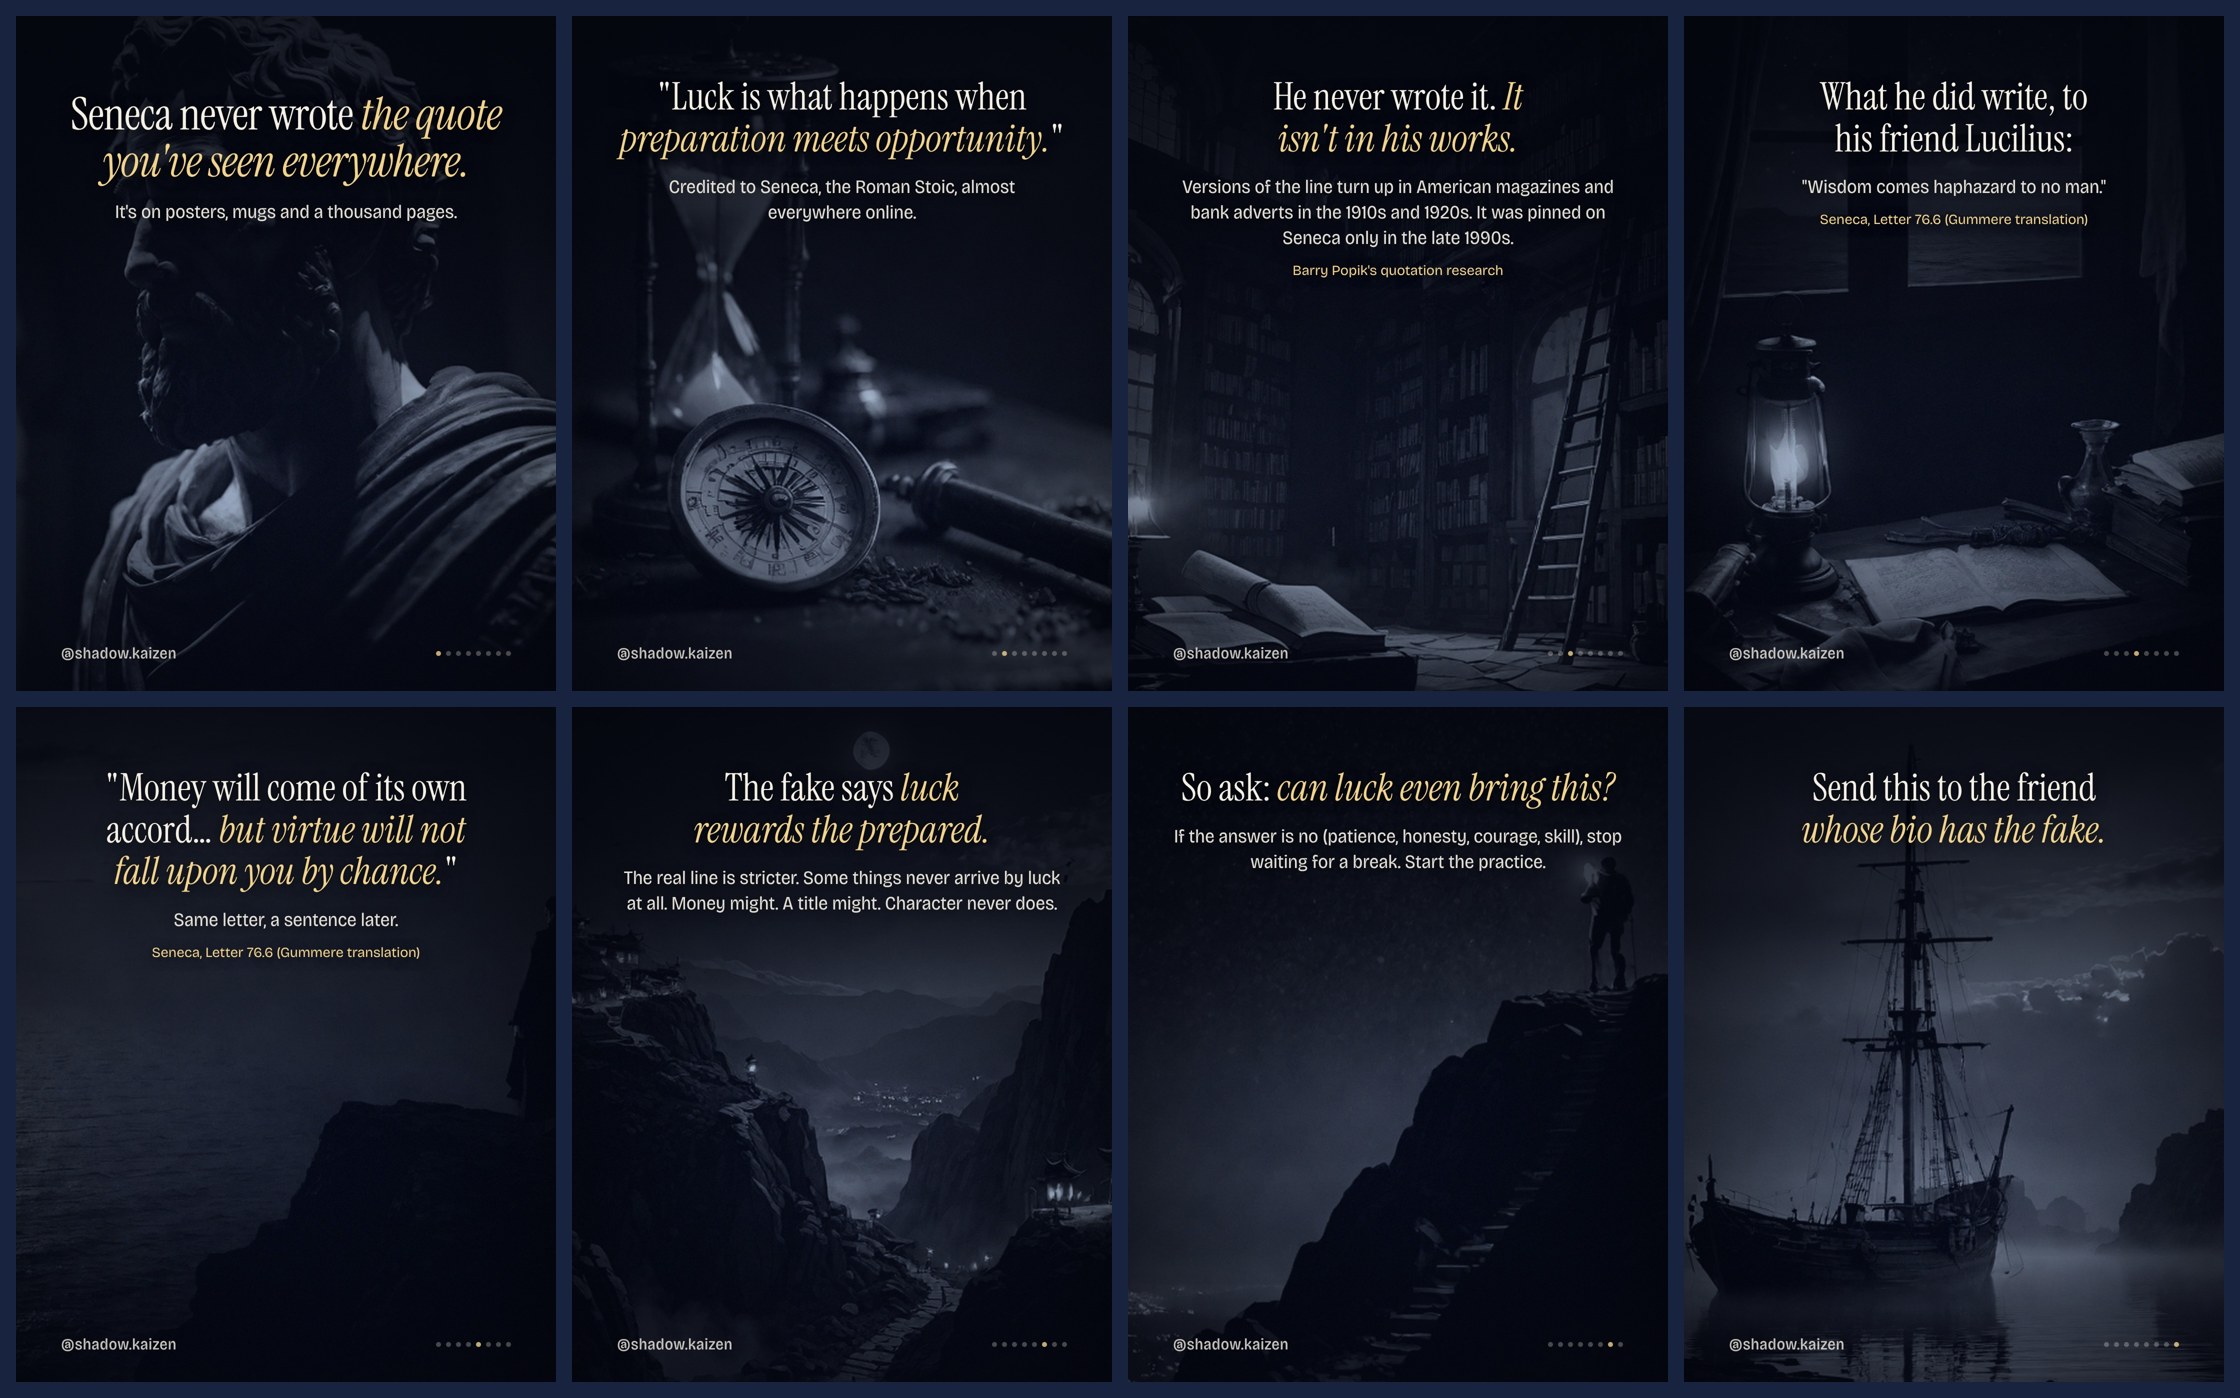 Seneca never wrote the quote
you've seen everywhere.
It's on posters, mugs and a thousand pages.
@shadow.kaizen
"Luck is what happens when
preparation meets opportunity."
Credited to Seneca, the Roman Stoic, almost
everywhere online.
@shadow.kaizen
He never wrote it. It
isn't in his works.
Versions of the line turn up in American magazines and
bank adverts in the 1910s and 1920s. It was pinned on
Seneca only in the late 1990s.
Barry Popik's quotation research
@shadow.kaizen
What he did write, to
his friend Lucilius:
"Wisdom comes haphazard to no man."
Seneca, Letter 76.6 (Gummere translation)
@shadow.kaizen
"Money will come of its own
accord... but virtue will not
fall upon you by chance."
Same letter, a sentence later.
Seneca, Letter 76.6 (Gummere translation)
@shadow.kaizen
The fake says luck
rewards the prepared.
The real line is stricter. Some things never arrive by luck
at all. Money might. A title might. Character never does.
@shadow.kaizen
So ask: can luck even bring this?
If the answer is no (patience, honesty, courage, skill), stop
waiting for a break. Start the practice.
@shadow.kaizen
Send this to the friend
whose bio has the fake.
@shadow.kaizen